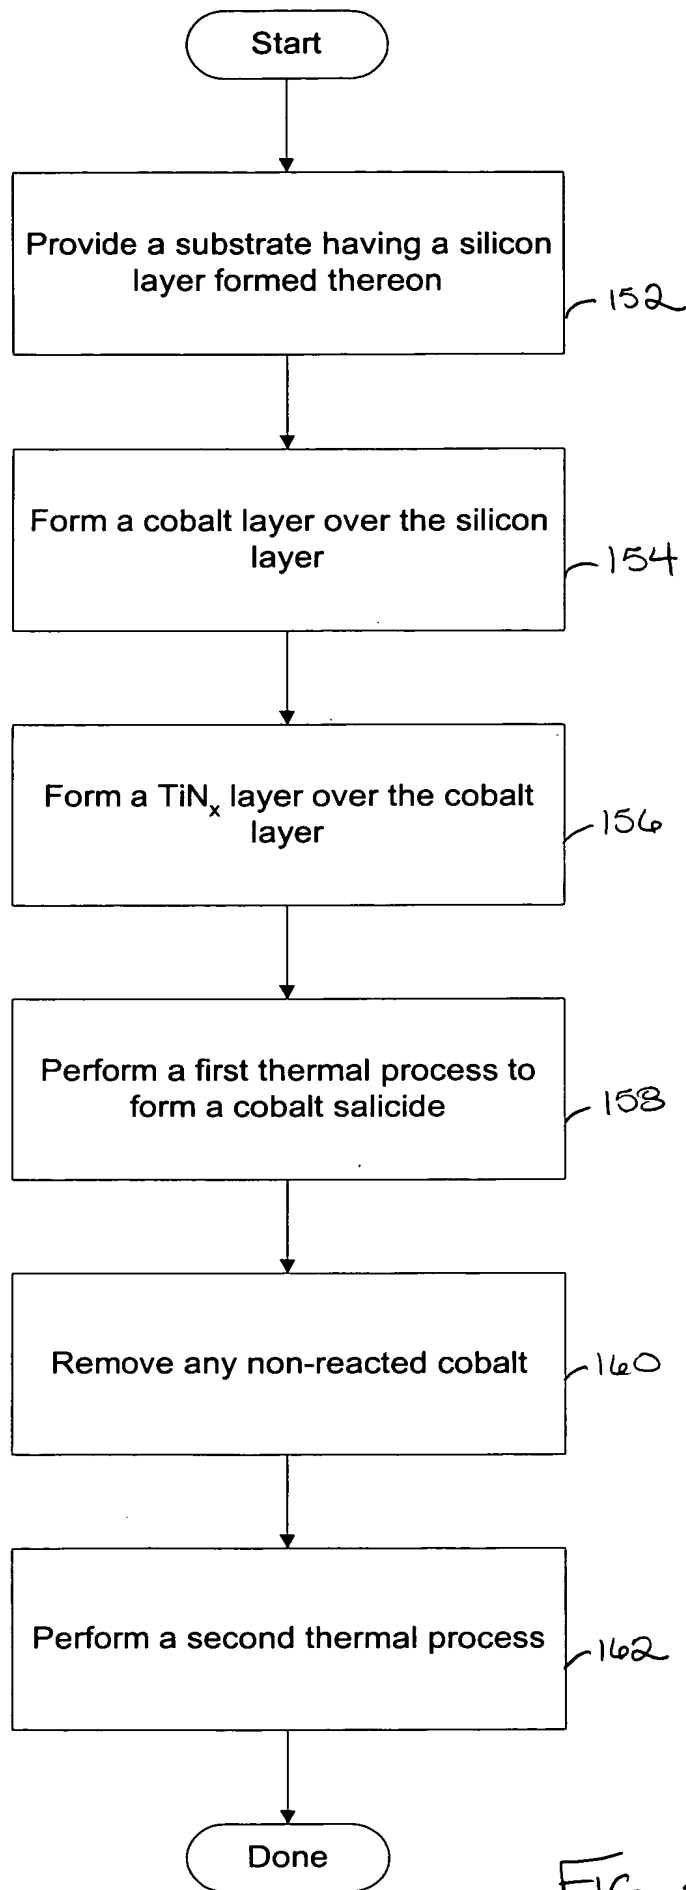 Start
Provide a substrate having a silicon
layer formed thereon
152
Form a cobalt layer over the silicon
layer
154
Form a TiNₓ layer over the cobalt
layer
156
Perform a first thermal process to
form a cobalt salicide
158
Remove any non-reacted cobalt
160
Perform a second thermal process
162
Done